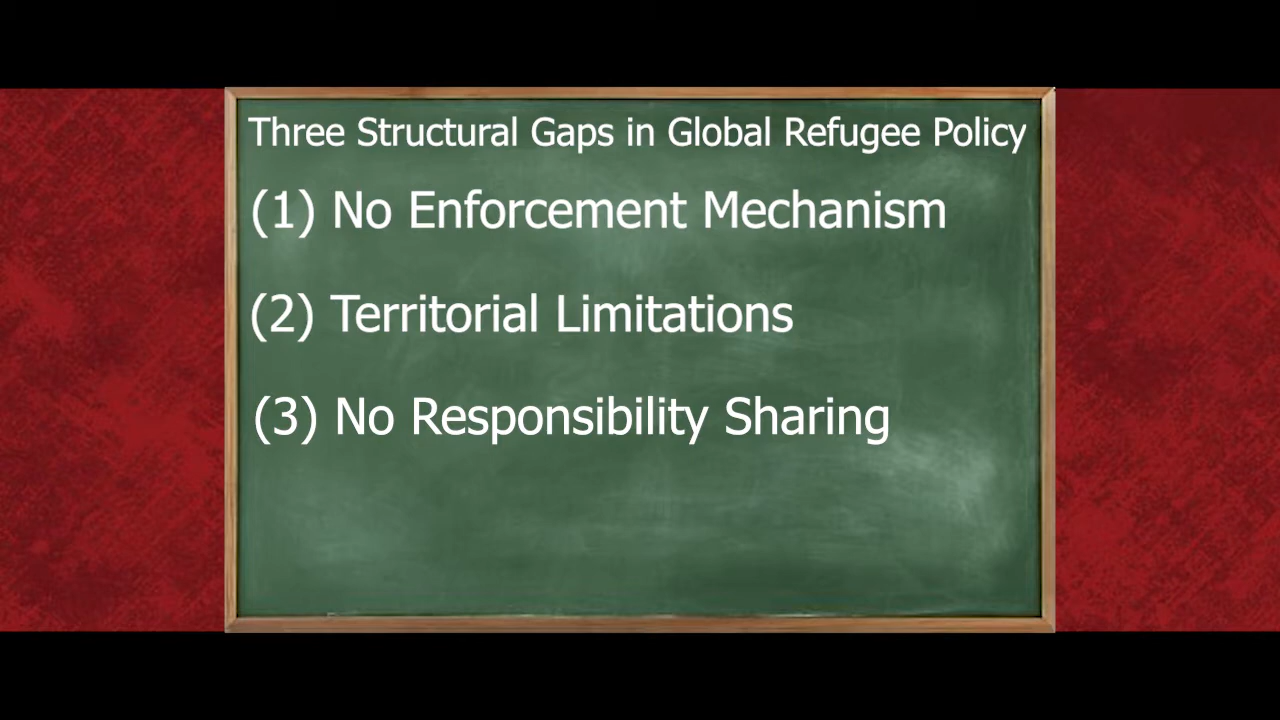 Three Structural Gaps in Global Refugee Policy
(1) No Enforcement Mechanism
(2) Territorial Limitations
(3) No Responsibility Sharing